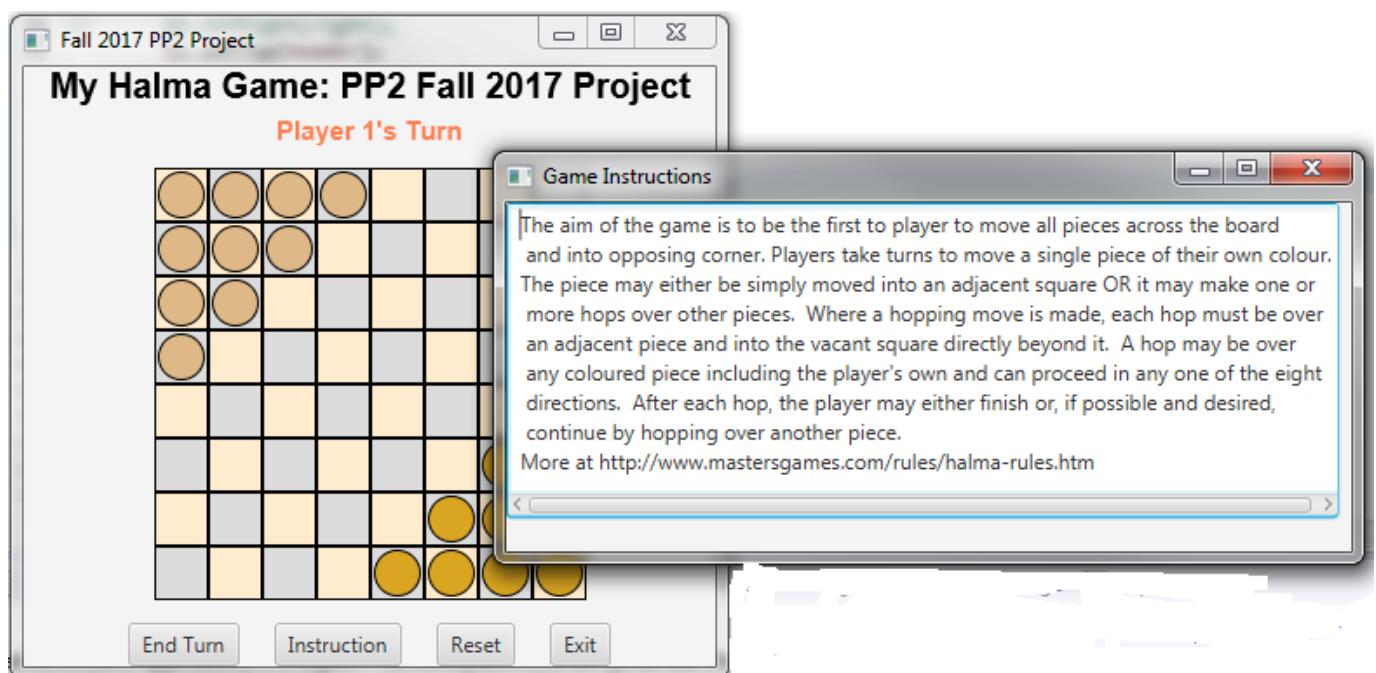 Fall 2017 PP2 Project
My Halma Game: PP2 Fall 2017 Project
Player 1's Turn
Game Instructions
The aim of the game is to be the first to player to move all pieces across the board
and into opposing corner. Players take turns to move a single piece of their own colour.
The piece may either be simply moved into an adjacent square OR it may make one or
more hops over other pieces.  Where a hopping move is made, each hop must be over
an adjacent piece and into the vacant square directly beyond it.  A hop may be over
any coloured piece including the player's own and can proceed in any one of the eight
directions.  After each hop, the player may either finish or, if possible and desired,
continue by hopping over another piece.
More at http://www.mastersgames.com/rules/halma-rules.htm
End Turn Instruction Reset Exit